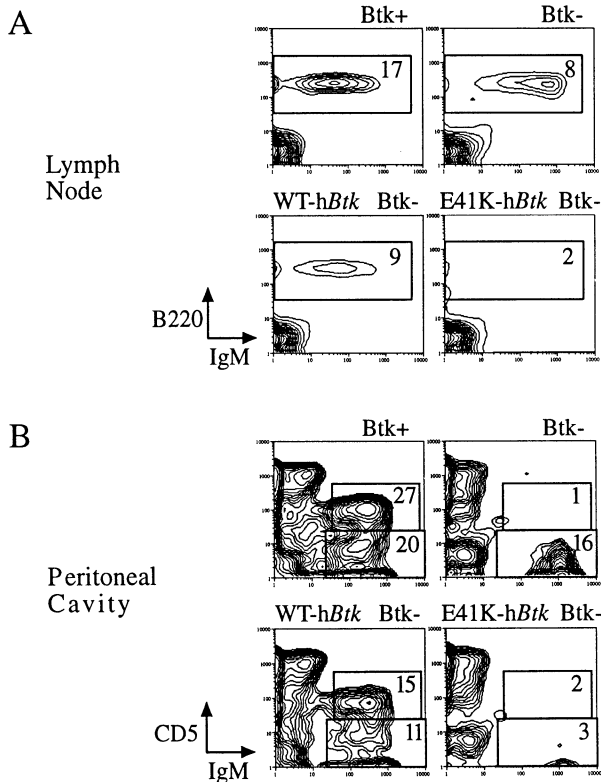 A
Btk+ Btk-
17 8
Lymph
Node
WT-hBtk Btk- E41K-hBtk Btk-
9 2
B220
IgM
B
Btk+ Btk-
27 1
20 16
Peritoneal
Cavity
WT-hBtk Btk- E41K-hBtk Btk-
15 2
11 3
CD5
IgM